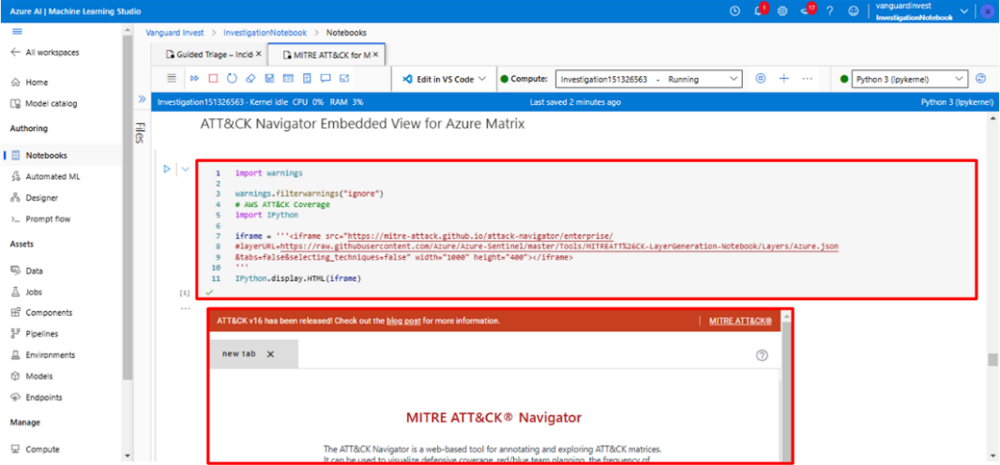 Azure AI | Machine Learning Studio
1
17
?
vanguardinvest
InvestigationNotebook
All workspaces
Home
Model catalog
Authoring
Notebooks
Automated ML
Designer
Prompt flow
Assets
Data
Jobs
Components
Pipelines
Environments
Models
Endpoints
Manage
Compute
Vanguard Invest > InvestigationNotebook > Notebooks
Guided Triage – Incid ×
MITRE ATT&CK for M ×
Edit in VS Code
Compute:
Investigation151326563 - Running
Python 3 (ipykernel)
Investigation151326563 - Kernel idle CPU 0% RAM 3%
Last saved 2 minutes ago
Python 3 (ipykernel)
Files
ATT&CK Navigator Embedded View for Azure Matrix
1 import warnings
2
3 warnings.filterwarnings("ignore")
4 # AWS ATT&CK Coverage
5 import IPython
6
7 iframe = '''<iframe src="https://mitre-attack.github.io/attack-navigator/enterprise/
8 #layerURL=https://raw.githubusercontent.com/Azure/Azure-Sentinel/master/Tools/MITREATT%26CK-LayerGeneration-Notebook/Layers/Azure.json
9 &tabs=false&selecting_techniques=false" width="1000" height="400"></iframe>
10 '''
11 IPython.display.HTML(iframe)
[1]
...
ATT&CK v16 has been released! Check out the blog post for more information.
MITRE ATT&CK®
new tab ×
?
MITRE ATT&CK® Navigator
The ATT&CK Navigator is a web-based tool for annotating and exploring ATT&CK matrices.
It can be used to visualize defensive coverage, red/blue team planning, the frequency of